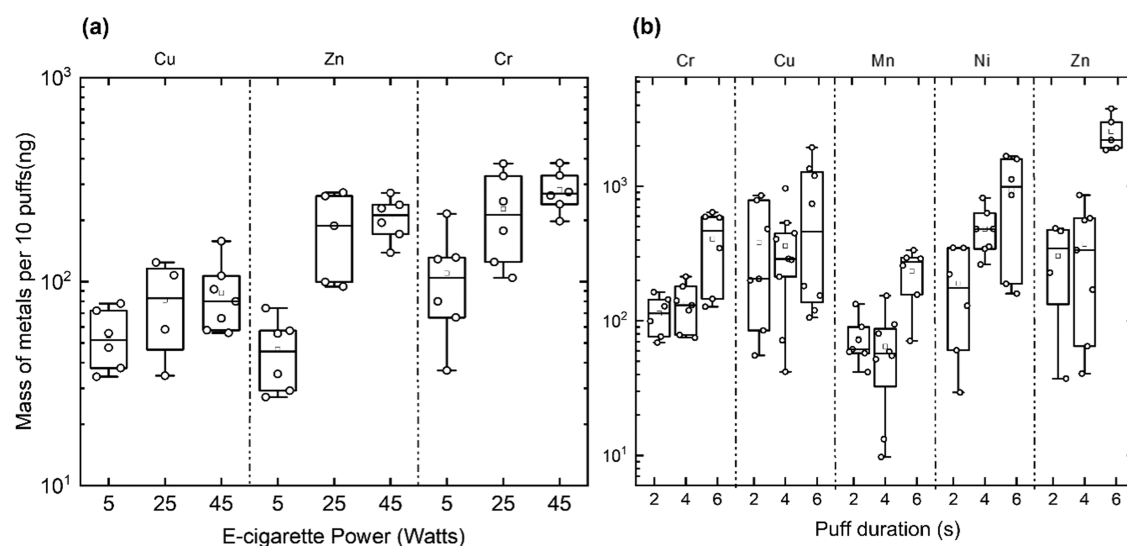 (a)
Cu Zn Cr
10³
10²
10¹
Mass of metals per 10 puffs(ng)
5 25 45 5 25 45 5 25 45
E-cigarette Power (Watts)
(b)
Cr Cu Mn Ni Zn
10³
10²
10¹
2 4 6 2 4 6 2 4 6 2 4 6 2 4 6
Puff duration (s)